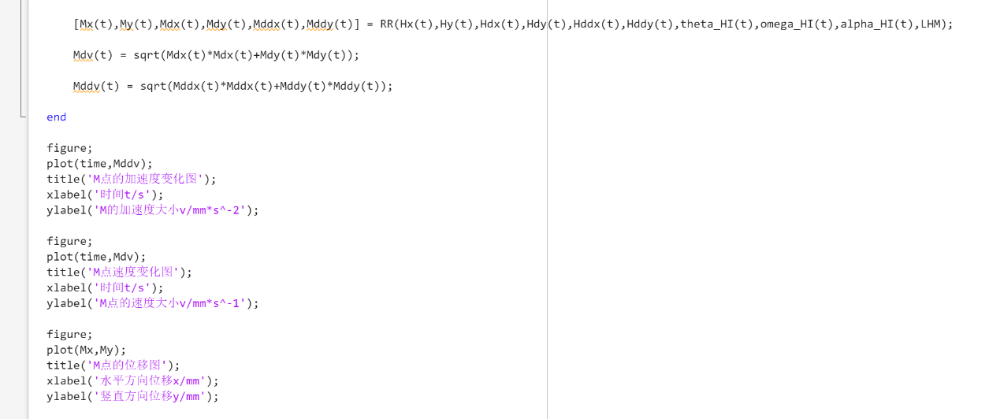 [Mx(t),My(t),Mdx(t),Mdy(t),Mddx(t),Mddy(t)] = RR(Hx(t),Hy(t),Hdx(t),Hdy(t),Hddx(t),Hddy(t),theta_HI(t),omega_HI(t),alpha_HI(t),LHM);
Mdv(t) = sqrt(Mdx(t)*Mdx(t)+Mdy(t)*Mdy(t));
Mddv(t) = sqrt(Mddx(t)*Mddx(t)+Mddy(t)*Mddy(t));
end
figure;
plot(time,Mddv);
title('M点的加速度变化图');
xlabel('时间t/s');
ylabel('M的加速度大小v/mm*s^-2');
figure;
plot(time,Mdv);
title('M点速度变化图');
xlabel('时间t/s');
ylabel('M点的速度大小v/mm*s^-1');
figure;
plot(Mx,My);
title('M点的位移图');
xlabel('水平方向位移x/mm');
ylabel('竖直方向位移y/mm');